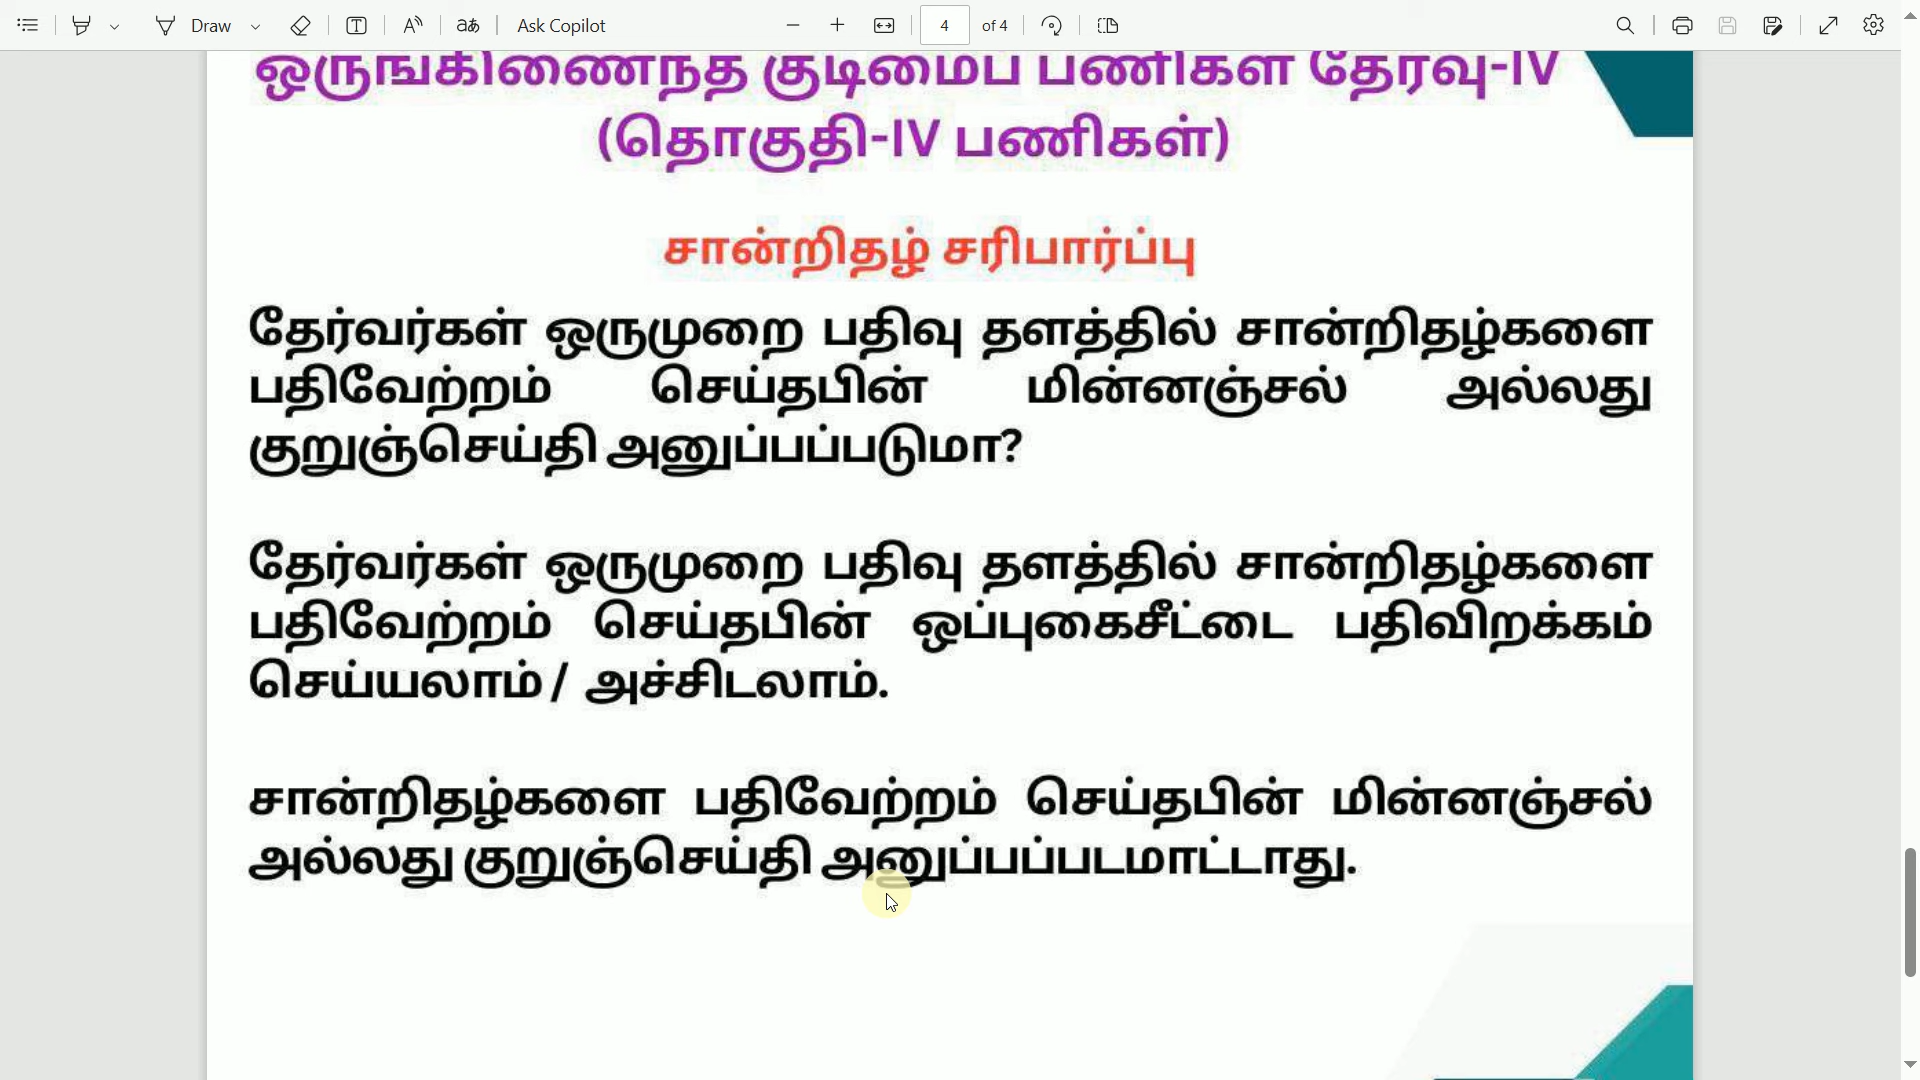 Draw
aあ
Ask Copilot
4 of 4
ஒருங்கிணைந்த குடிமைப் பணிகள் தேர்வு-IV
(தொகுதி-IV பணிகள்)
சான்றிதழ் சரிபார்ப்பு
தேர்வர்கள் ஒருமுறை பதிவு தளத்தில் சான்றிதழ்களை
பதிவேற்றம் செய்தபின் மின்னஞ்சல் அல்லது
குறுஞ்செய்தி அனுப்பப்படுமா?
தேர்வர்கள் ஒருமுறை பதிவு தளத்தில் சான்றிதழ்களை
பதிவேற்றம் செய்தபின் ஒப்புகைசீட்டை பதிவிறக்கம்
செய்யலாம் / அச்சிடலாம்.
சான்றிதழ்களை பதிவேற்றம் செய்தபின் மின்னஞ்சல்
அல்லது குறுஞ்செய்தி அனுப்பப்படமாட்டாது.